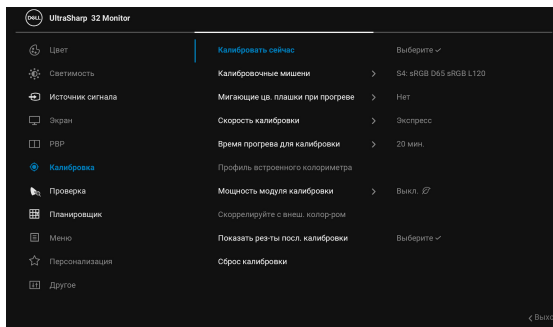 DELL UltraSharp 32 Monitor
Цвет Калибровать сейчас Выберите ✓
Светимость Калибровочные мишени > S4: sRGB D65 sRGB L120
Источник сигнала Мигающие цв. плашки при прогреве > Нет
Экран Скорость калибровки > Экспресс
PBP Время прогрева для калибровки > 20 мин.
Калибровка Профиль встроенного колориметра
Проверка Мощность модуля калибровки > Выкл.
Планировщик Скоррелируйте с внеш. колор-ром
Меню Показать рез-ты посл. калибровки Выберите ✓
Персонализация Сброс калибровки
Другое